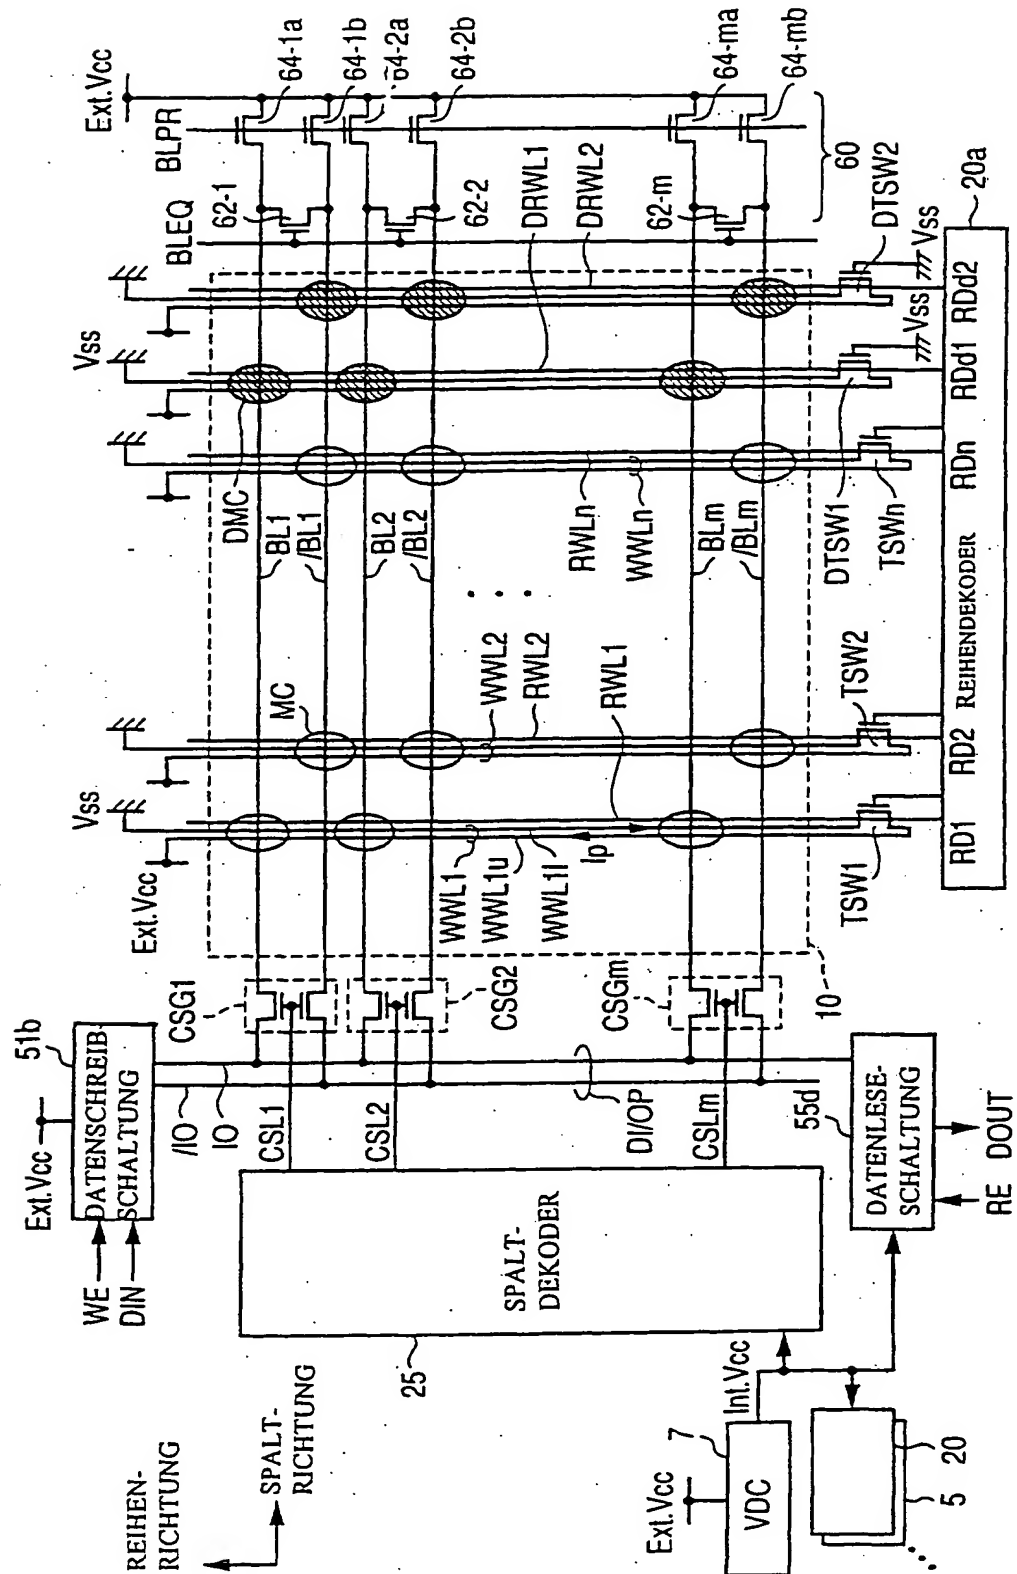 Ext.Vcc
BLPR
64-1a
64-1b
64-2a
64-2b
64-ma
64-mb
BLEQ
62-1
62-2
62-m
60
DRWL1
DRWL2
DTSW2
20a
Vss
Vss
Vss
DMC
BL1
/BL1
BL2
/BL2
BLm
/BLm
RWLn
WWLn
DTSW1
TSWn
RD1
RD2
REIHENDEKODER
RDn
RDd1
RDd2
MC
WWL2
RWL2
RWL1
TSW2
Vss
Ext.Vcc
WWL1
WWL1u
WWL1l
Ip
TSW1
10
CSG1
CSG2
CSGm
51b
Ext.Vcc
DATENSCHREIB-
SCHALTUNG
WE
DIN
/IO
IO
CSL1
CSL2
CSLm
DI/OP
55d
DATENLESE-
SCHALTUNG
RE
DOUT
SPALT-
DEKODER
25
Int.Vcc
7
Ext.Vcc
VDC
20
5
REIHEN-
RICHTUNG
SPALT-
RICHTUNG